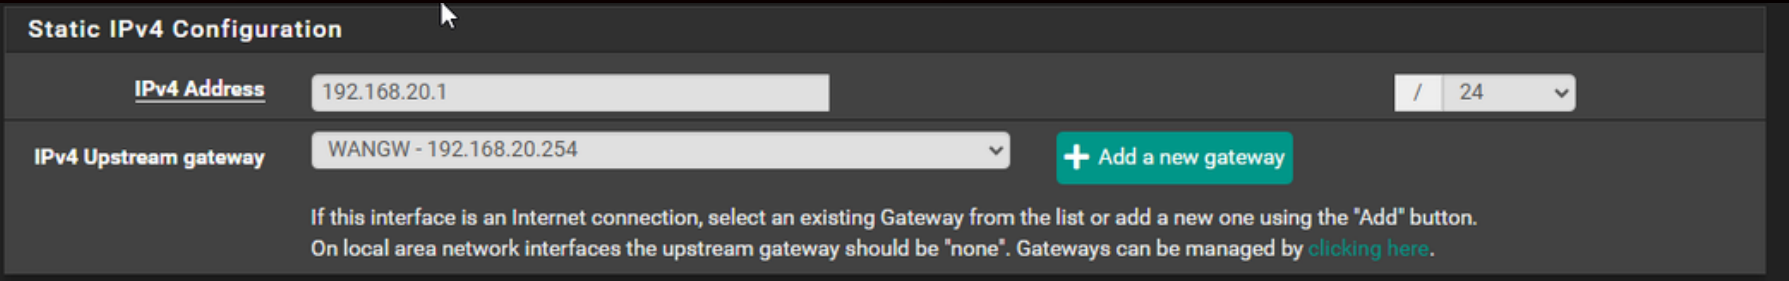 Static IPv4 Configuration
IPv4 Address 192.168.20.1 / 24
IPv4 Upstream gateway WANGW - 192.168.20.254 Add a new gateway
If this interface is an Internet connection, select an existing Gateway from the list or add a new one using the "Add" button.
On local area network interfaces the upstream gateway should be "none". Gateways can be managed by clicking here.